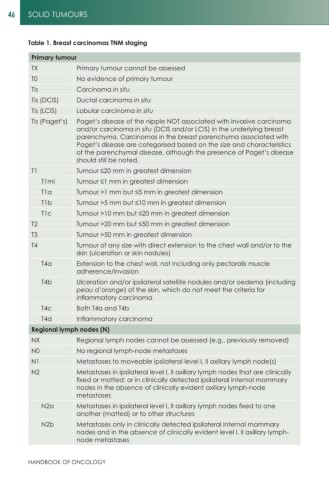 46 SOLID TUMOURS
Table 1. Breast carcinomas TNM staging
Primary tumour
TX Primary tumour cannot be assessed
T0 No evidence of primary tumour
Tis Carcinoma in situ
Tis (DCIS) Ductal carcinoma in situ
Tis (LCIS) Lobular carcinoma in situ
Tis (Paget's) Paget's disease of the nipple NOT associated with invasive carcinoma
and/or carcinoma in situ (DCIS and/or LCIS) in the underlying breast
parenchyma. Carcinomas in the breast parenchyma associated with
Paget's disease are categorised based on the size and characteristics
of the parenchymal disease, although the presence of Paget's disease
should still be noted.
T1 Tumour ≤20 mm in greatest dimension
T1mi Tumour ≤1 mm in greatest dimension
T1a Tumour >1 mm but ≤5 mm in greatest dimension
T1b Tumour >5 mm but ≤10 mm in greatest dimension
T1c Tumour >10 mm but ≤20 mm in greatest dimension
T2 Tumour >20 mm but ≤50 mm in greatest dimension
T3 Tumour >50 mm in greatest dimension
T4 Tumour of any size with direct extension to the chest wall and/or to the
skin (ulceration or skin nodules)
T4a Extension to the chest wall, not including only pectoralis muscle
adherence/invasion
T4b Ulceration and/or ipsilateral satellite nodules and/or oedema (including
peau d'orange) of the skin, which do not meet the criteria for
inflammatory carcinoma
T4c Both T4a and T4b
T4d Inflammatory carcinoma
Regional lymph nodes (N)
NX Regional lymph nodes cannot be assessed (e.g., previously removed)
N0 No regional lymph-node metastases
N1 Metastases to moveable ipsilateral level I, II axillary lymph node(s)
N2 Metastases in ipsilateral level I, II axillary lymph nodes that are clinically
fixed or matted; or in clinically detected ipsilateral internal mammary
nodes in the absence of clinically evident axillary lymph-node
metastases
N2a Metastases in ipsilateral level I, II axillary lymph nodes fixed to one
another (matted) or to other structures
N2b Metastases only in clinically detected ipsilateral internal mammary
nodes and in the absence of clinically evident level I, II axillary lymph-
node metastases
HANDBOOK OF ONCOLOGY